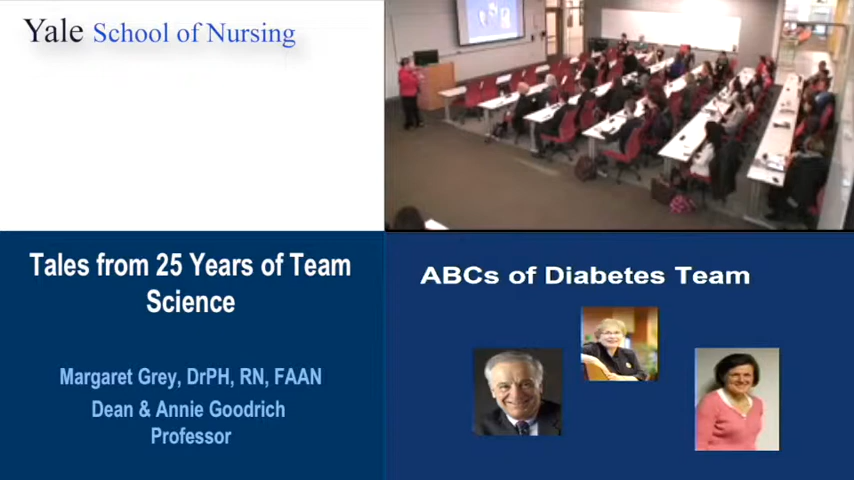 Yale School of Nursing
Tales from 25 Years of Team
Science
Margaret Grey, DrPH, RN, FAAN
Dean & Annie Goodrich
Professor
ABCs of Diabetes Team